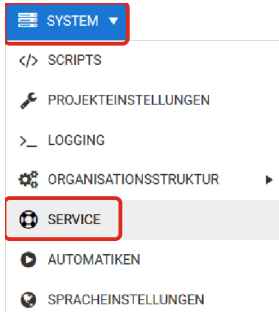 SYSTEM ▼
</> SCRIPTS
PROJEKTEINSTELLUNGEN
>_ LOGGING
ORGANISATIONSSTRUKTUR ▶
SERVICE
AUTOMATIKEN
SPRACHEINSTELLUNGEN